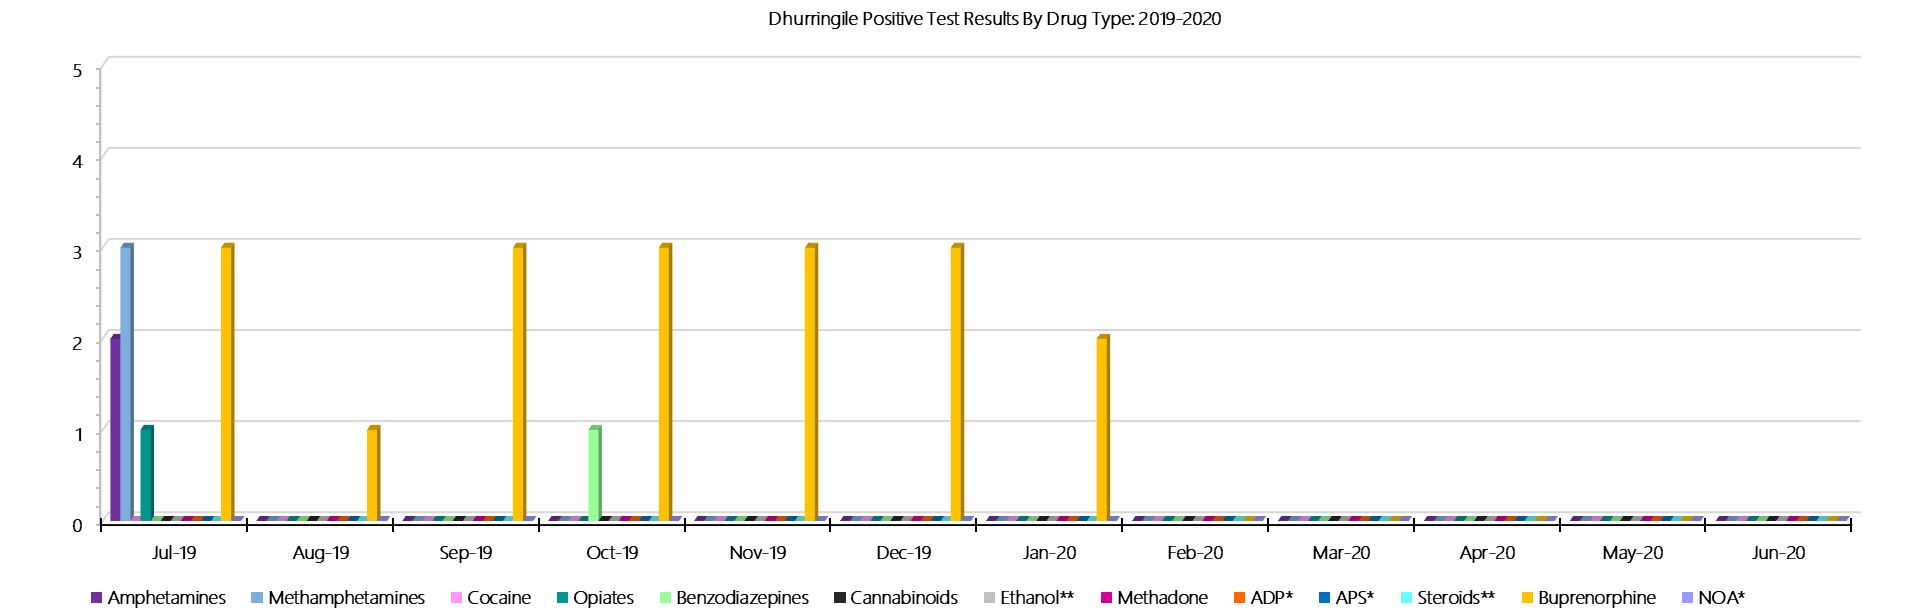 Dhurringile Positive Test Results By Drug Type: 2019-2020
5
4
3
2
1
0
Jul-19 Aug-19 Sep-19 Oct-19 Nov-19 Dec-19 Jan-20 Feb-20 Mar-20 Apr-20 May-20 Jun-20
Amphetamines Methamphetamines Cocaine Opiates Benzodiazepines Cannabinoids Ethanol** Methadone ADP* APS* Steroids** Buprenorphine NOA*